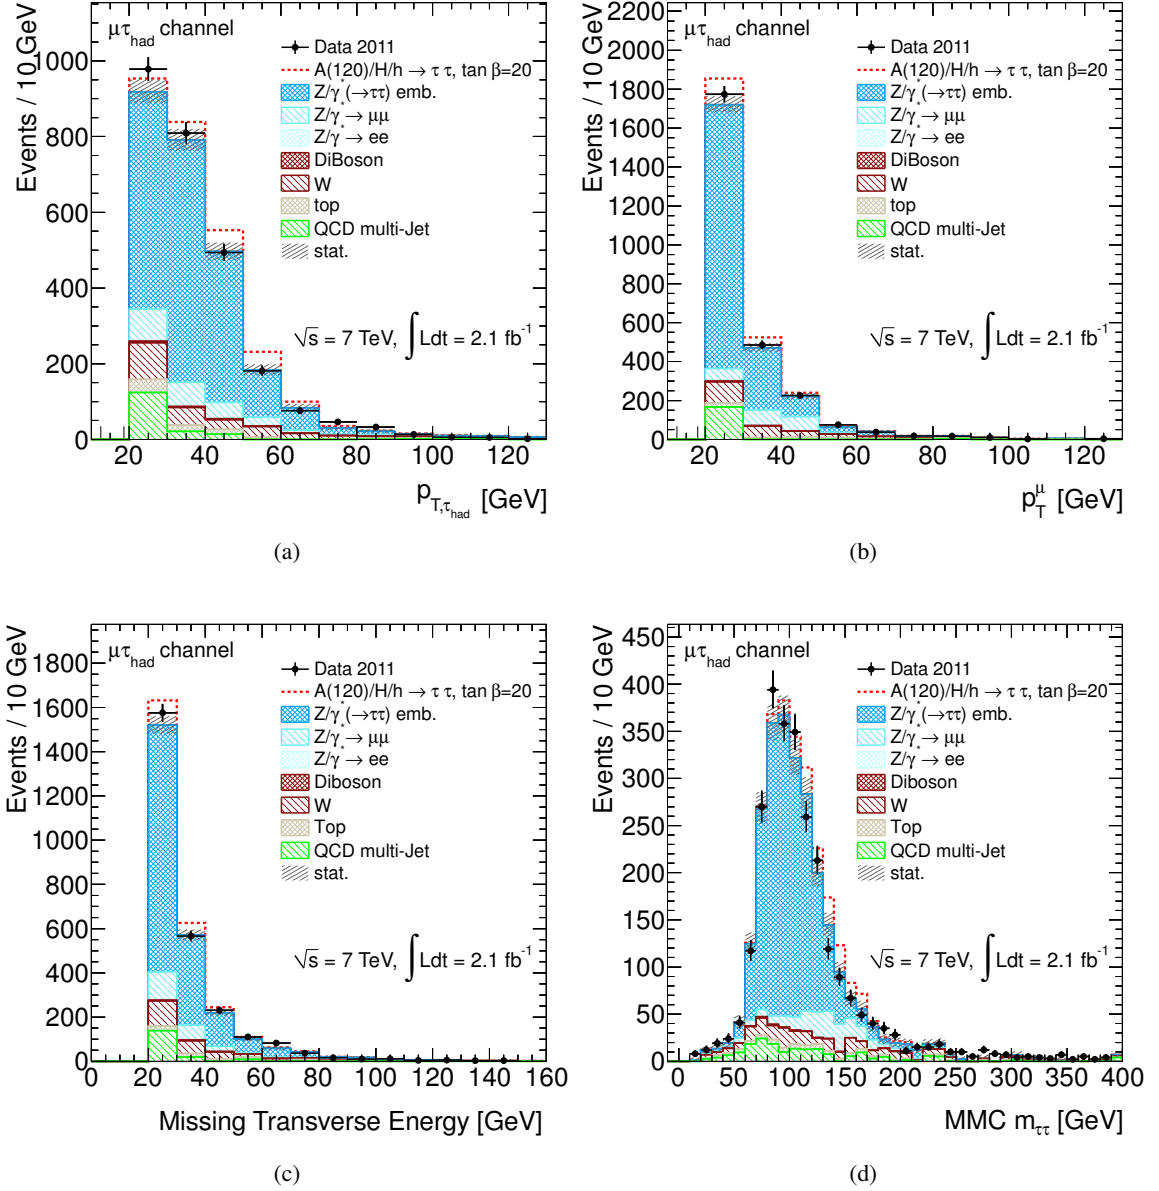 μτhad channel
Data 2011
A(120)/H/h → τ τ, tan β=20
Z/γ*(→ττ) emb.
Z/γ* → μμ
Z/γ* → ee
DiBoson
W
top
QCD multi-Jet
stat.
√s = 7 TeV, ∫Ldt = 2.1 fb-1
Events / 10 GeV
1000
800
600
400
200
0
20 40 60 80 100 120
pT,τhad [GeV]
(a)
μτhad channel
Data 2011
A(120)/H/h → τ τ, tan β=20
Z/γ*(→ττ) emb.
Z/γ* → μμ
Z/γ* → ee
DiBoson
W
top
QCD multi-Jet
stat.
√s = 7 TeV, ∫Ldt = 2.1 fb-1
Events / 10 GeV
2200
2000
1800
1600
1400
1200
1000
800
600
400
200
0
20 40 60 80 100 120
pTμ [GeV]
(b)
μτhad channel
Data 2011
A(120)/H/h → τ τ, tan β=20
Z/γ*(→ττ) emb.
Z/γ* → μμ
Z/γ* → ee
Diboson
W
Top
QCD multi-Jet
stat.
√s = 7 TeV, ∫Ldt = 2.1 fb-1
Events / 10 GeV
1800
1600
1400
1200
1000
800
600
400
200
0
0 20 40 60 80 100 120 140 160
Missing Transverse Energy [GeV]
(c)
μτhad channel
Data 2011
A(120)/H/h → τ τ, tan β=20
Z/γ*(→ττ) emb.
Z/γ* → μμ
Z/γ* → ee
Diboson
W
Top
QCD multi-Jet
stat.
√s = 7 TeV, ∫Ldt = 2.1 fb-1
Events / 10 GeV
450
400
350
300
250
200
150
100
50
0
0 50 100 150 200 250 300 350 400
MMC mττ [GeV]
(d)